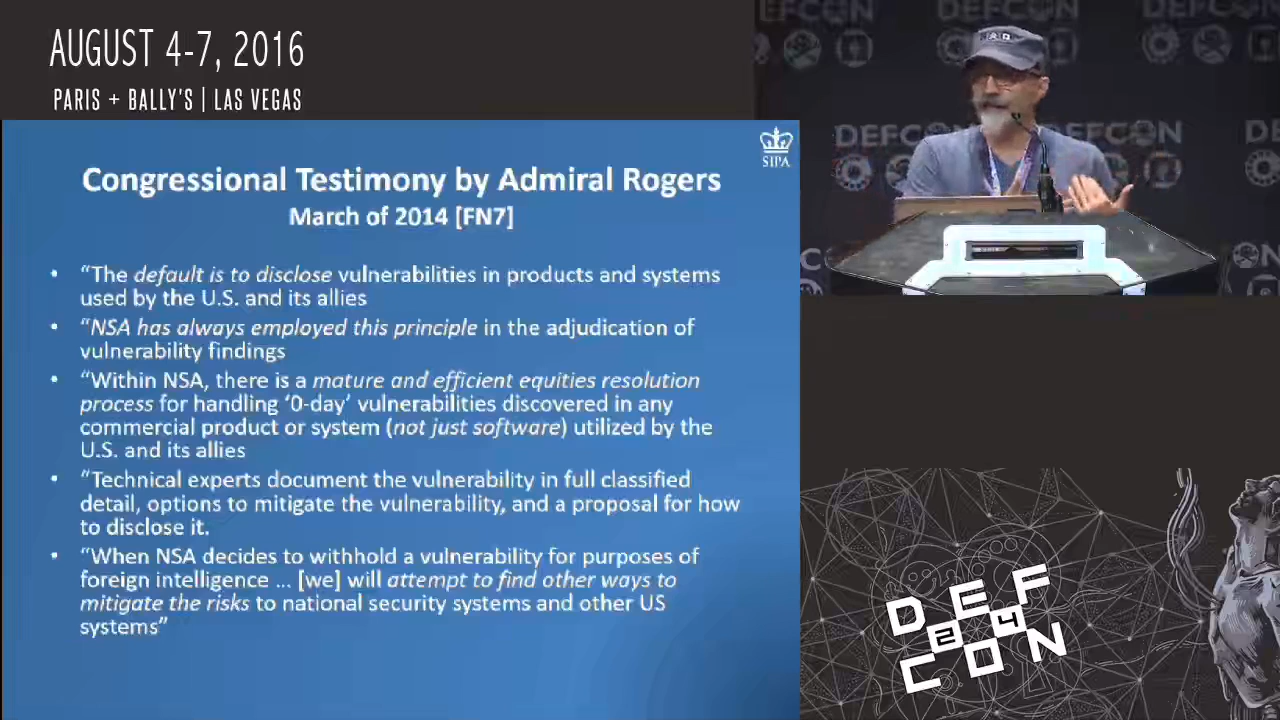 AUGUST 4-7, 2016
PARIS + BALLY'S | LAS VEGAS
SIPA
Congressional Testimony by Admiral Rogers
March of 2014 [FN7]
• “The default is to disclose vulnerabilities in products and systems
used by the U.S. and its allies
• “NSA has always employed this principle in the adjudication of
vulnerability findings
• “Within NSA, there is a mature and efficient equities resolution
process for handling ‘0-day’ vulnerabilities discovered in any
commercial product or system (not just software) utilized by the
U.S. and its allies
• “Technical experts document the vulnerability in full classified
detail, options to mitigate the vulnerability, and a proposal for how
to disclose it.
• “When NSA decides to withhold a vulnerability for purposes of
foreign intelligence ... [we] will attempt to find other ways to
mitigate the risks to national security systems and other US
systems”
DEFCON
DEFCON
DEFCON
DEFCON
DEF
24
CON